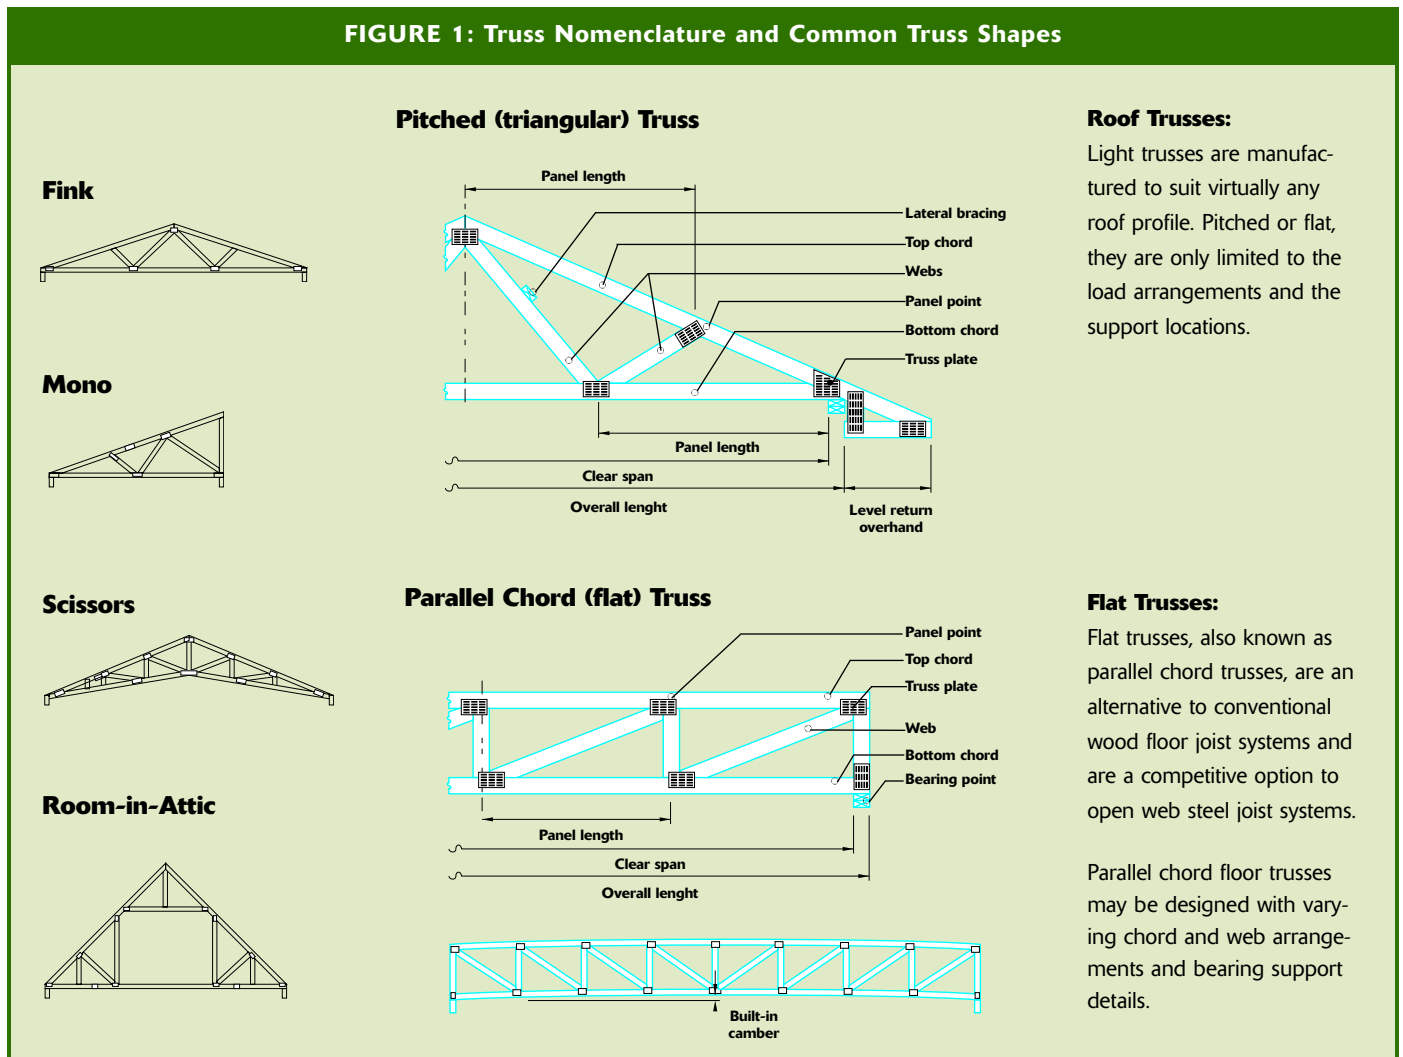 FIGURE 1: Truss Nomenclature and Common Truss Shapes
Fink
Mono
Scissors
Room-in-Attic
Pitched (triangular) Truss
Panel length
Lateral bracing
Top chord
Webs
Panel point
Bottom chord
Truss plate
Panel length
Clear span
Overall lenght
Level return
overhand
Parallel Chord (flat) Truss
Panel point
Top chord
Truss plate
Web
Bottom chord
Bearing point
Panel length
Clear span
Overall lenght
Built-in
camber
Roof Trusses:
Light trusses are manufac-
tured to suit virtually any
roof profile. Pitched or flat,
they are only limited to the
load arrangements and the
support locations.
Flat Trusses:
Flat trusses, also known as
parallel chord trusses, are an
alternative to conventional
wood floor joist systems and
are a competitive option to
open web steel joist systems.
Parallel chord floor trusses
may be designed with vary-
ing chord and web arrange-
ments and bearing support
details.